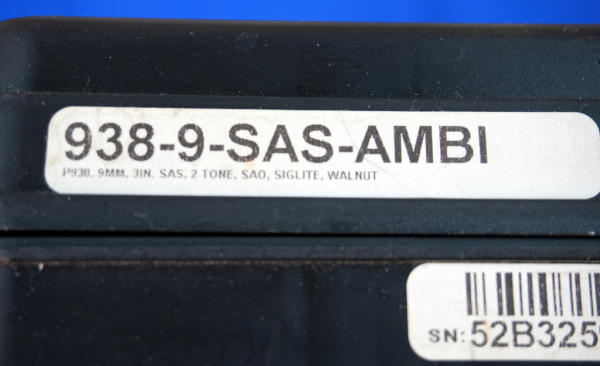 938-9-SAS-AMBI
P938, 9MM, 3IN. SAS, 2 TONE, SAO, SIGLITE, WALNUT
SN: 52B325